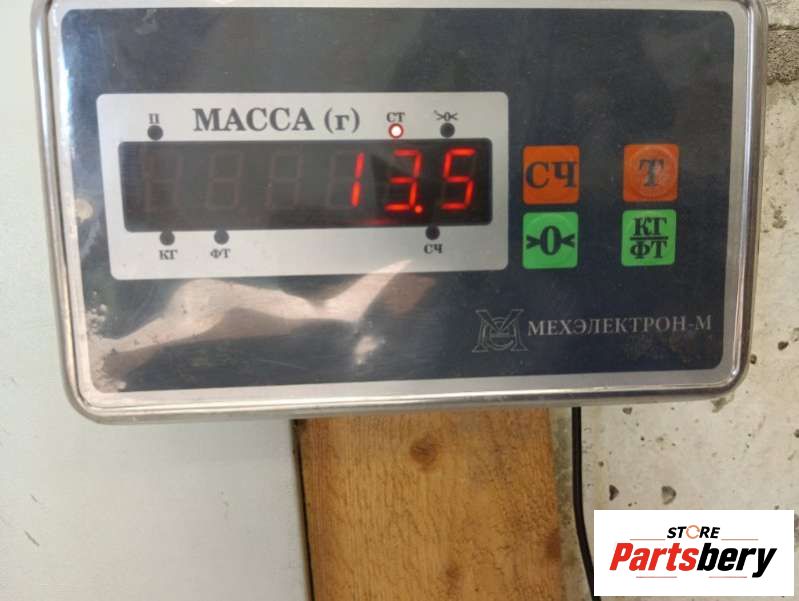 П МАССА (г) СТ >0<
13.5
КГ ФТ СЧ
СЧ Т
>0< КГ/ФТ
МЕХЭЛЕКТРОН-М
STORE
Partsbery